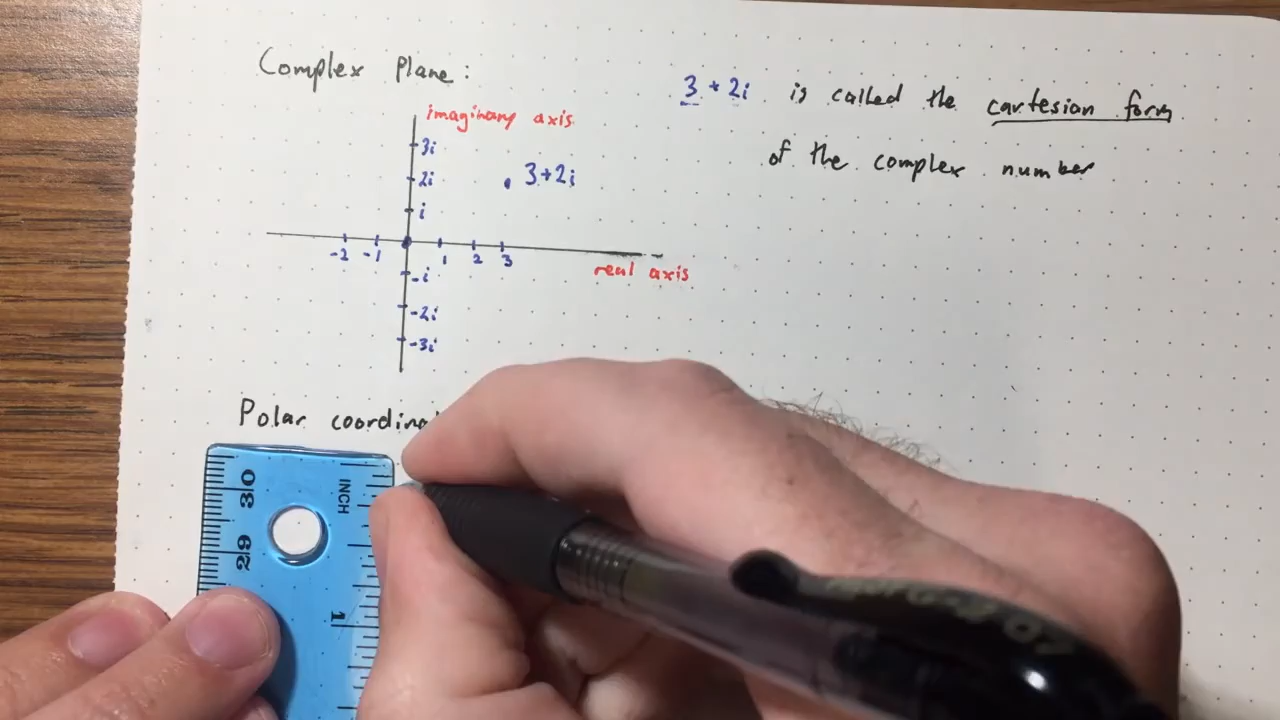 Complex Plane:
3 + 2i is called the cartesian form
of the complex number
imaginary axis
3i
2i
3+2i
i
-2 -1 1 2 3
real axis
-i
-2i
-3i
Polar
30
29
INCH
1